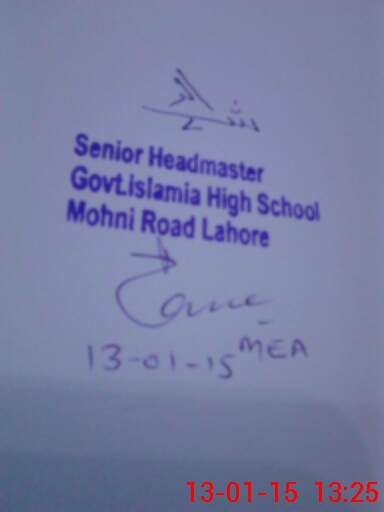 Senior Headmaster
Govt.islamia High School
Mohni Road Lahore
13-01-15 MEA
13-01-15 13:25